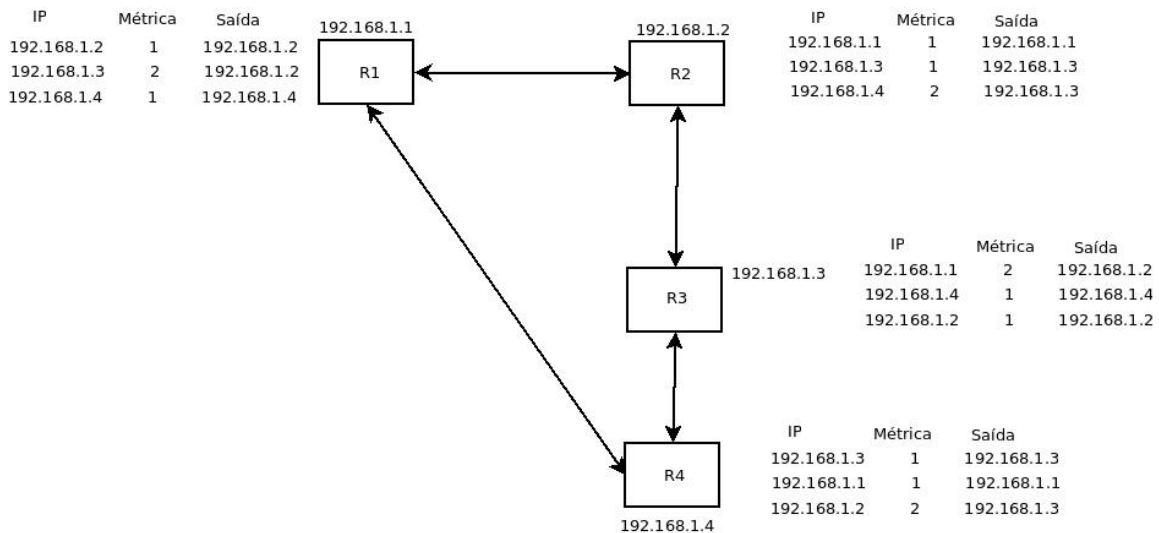 IP Métrica Saída
192.168.1.2 1 192.168.1.2
192.168.1.3 2 192.168.1.2
192.168.1.4 1 192.168.1.4
192.168.1.1
R1
192.168.1.2
R2
IP Métrica Saída
192.168.1.1 1 192.168.1.1
192.168.1.3 1 192.168.1.3
192.168.1.4 2 192.168.1.3
R3
192.168.1.3
IP Métrica Saída
192.168.1.1 2 192.168.1.2
192.168.1.4 1 192.168.1.4
192.168.1.2 1 192.168.1.2
R4
192.168.1.4
IP Métrica Saída
192.168.1.3 1 192.168.1.3
192.168.1.1 1 192.168.1.1
192.168.1.2 2 192.168.1.3